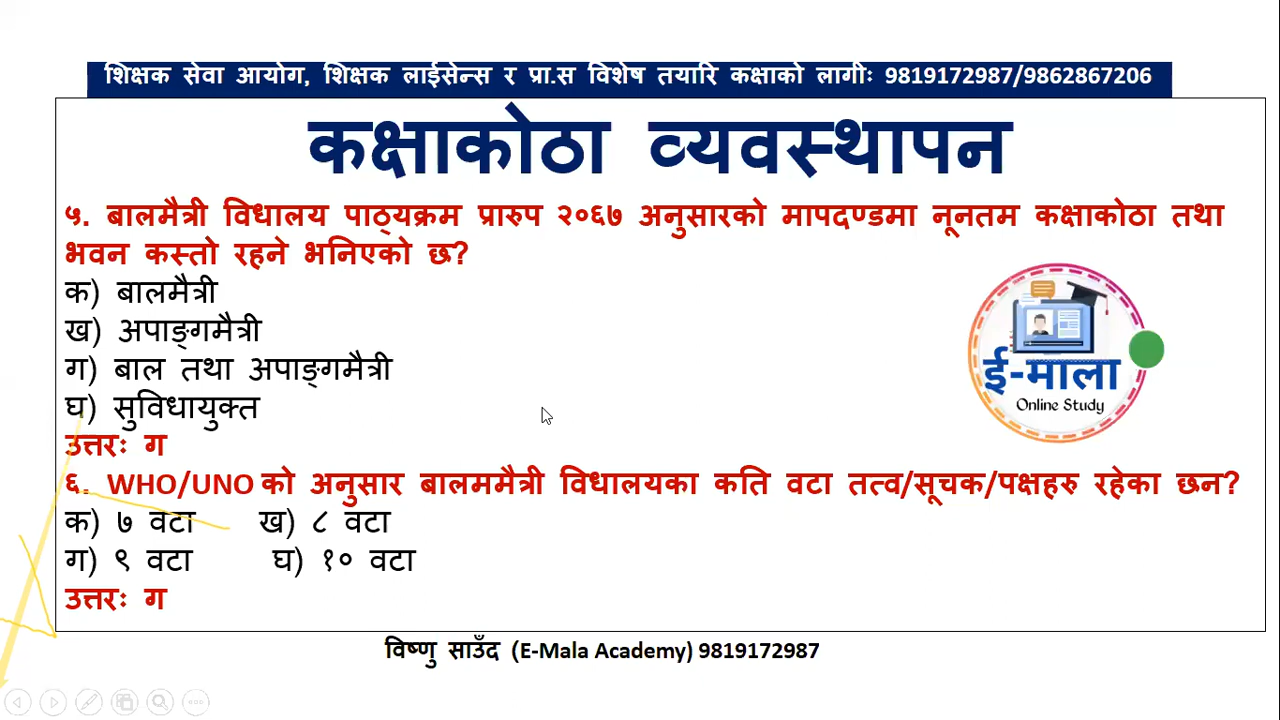 शिक्षक सेवा आयोग, शिक्षक लाईसेन्स र प्रा.स विशेष तयारि कक्षाको लागीः 9819172987/9862867206
कक्षाकोठा व्यवस्थापन
५. बालमैत्री विधालय पाठ्यक्रम प्रारुप २०६७ अनुसारको मापदण्डमा नूनतम कक्षाकोठा तथा
भवन कस्तो रहने भनिएको छ?
क) बालमैत्री
ख) अपाङ्गमैत्री
ग) बाल तथा अपाङ्गमैत्री
घ) सुविधायुक्त
उत्तरः ग
ई-माला
Online Study
६. WHO/UNO को अनुसार बालममैत्री विधालयका कति वटा तत्व/सूचक/पक्षहरु रहेका छन?
क) ७ वटा ख) ८ वटा
ग) ९ वटा घ) १० वटा
उत्तरः ग
विष्णु साउँद (E-Mala Academy) 9819172987